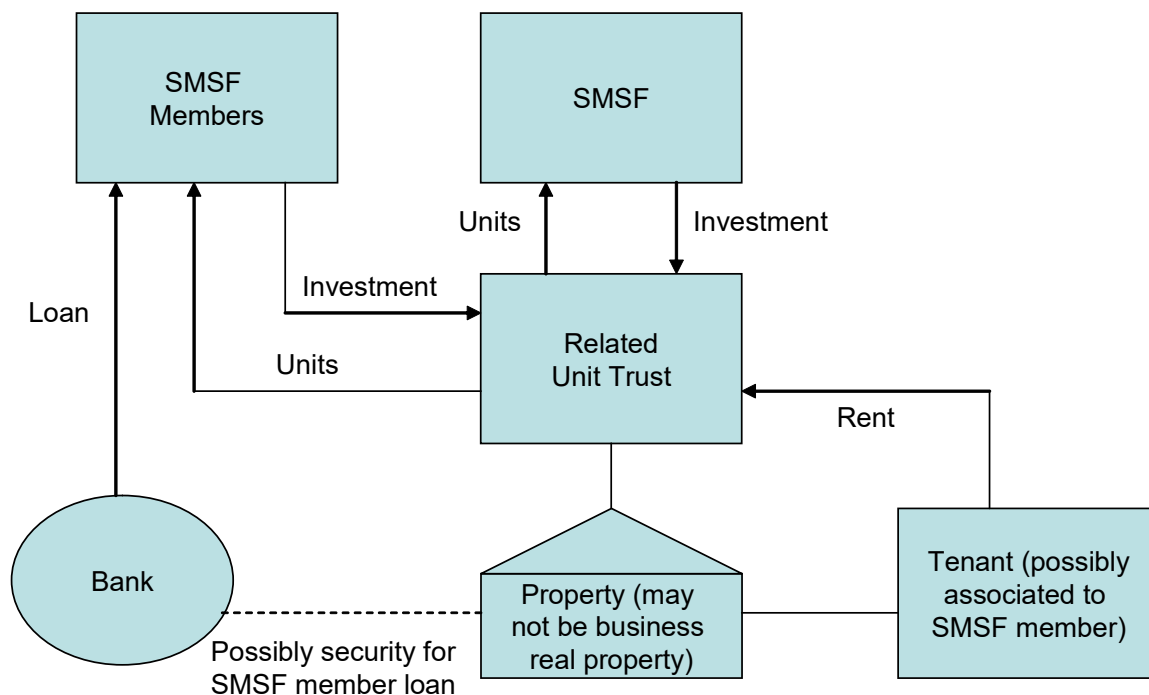 SMSF
Members
SMSF
Units
Investment
Investment
Loan
Related
Unit Trust
Units
Rent
Bank
Property (may
not be business
real property)
Tenant (possibly
associated to
SMSF member)
Possibly security for
SMSF member loan